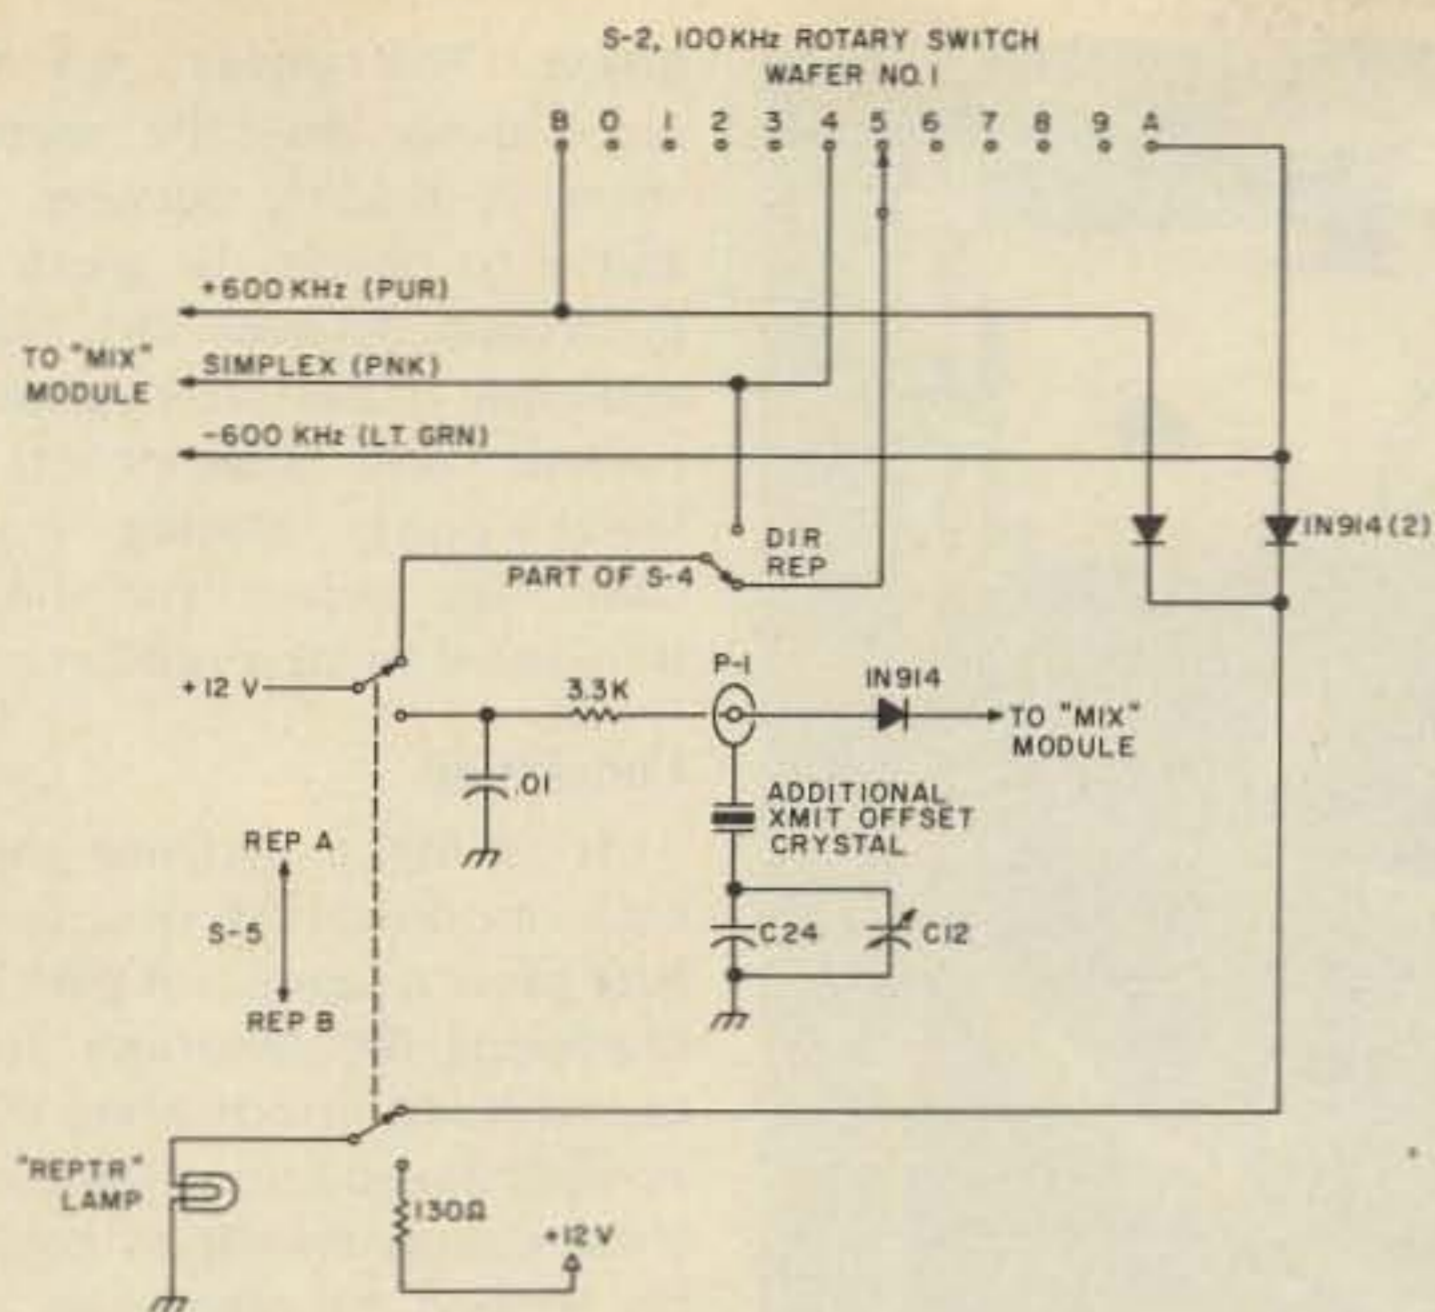 S-2, 100KHz ROTARY SWITCH
WAFER NO. 1
B 0 1 2 3 4 5 6 7 8 9 A
+600 KHz (PUR)
TO "MIX"
MODULE
SIMPLEX (PNK)
-600 KHz (LT. GRN)
DIR
REP
PART OF S-4
IN914 (2)
+12 V
3.3K
P-1
IN914
TO "MIX"
MODULE
.01
ADDITIONAL
XMIT OFFSET
CRYSTAL
REP A
S-5
REP B
C24
C12
"REPTR"
LAMP
130Ω
+12 V